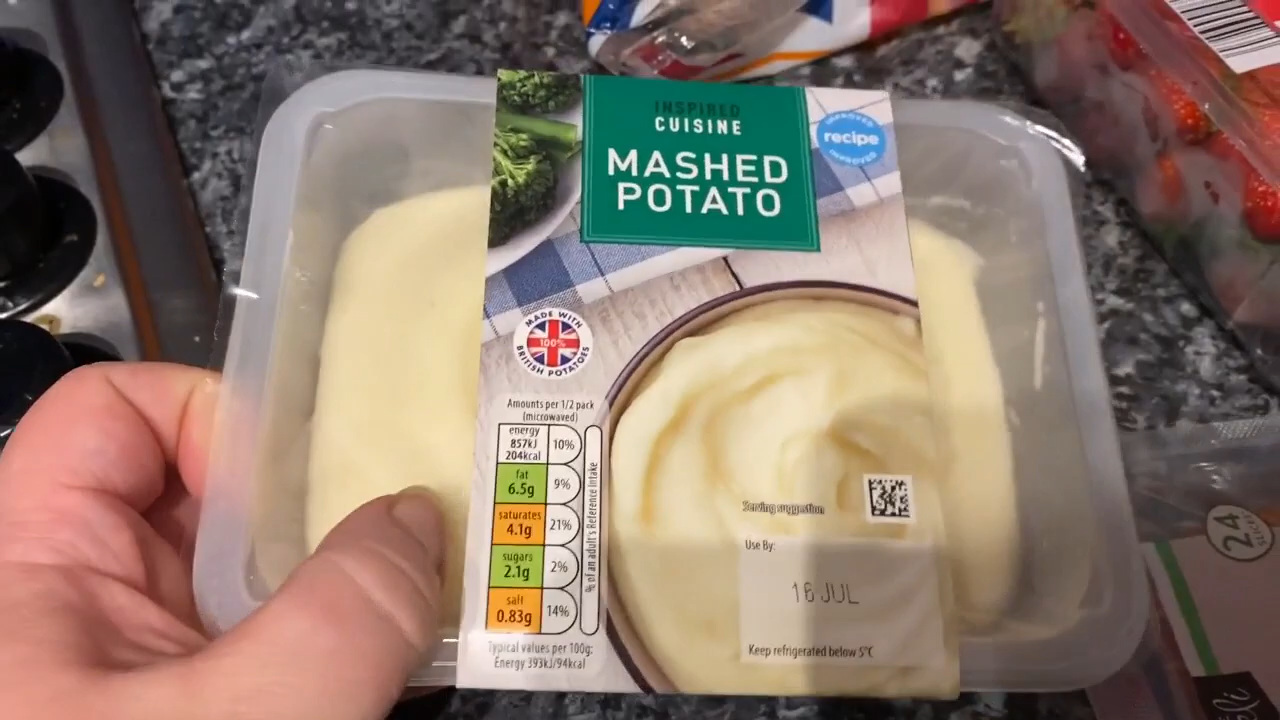 INSPIRED
CUISINE
MASHED
POTATO
IMPROVED
recipe
IMPROVED
MADE WITH
100%
BRITISH POTATOES
Amounts per 1/2 pack
(microwaved)
energy
857kJ
204kcal
10%
fat
6.5g
9%
saturates
4.1g
21%
sugars
2.1g
2%
salt
0.83g
14%
% of an adult's Reference Intake
Typical values per 100g:
Energy 393kJ/94kcal
Serving suggestion
Use By:
16 JUL
Keep refrigerated below 5°C
24